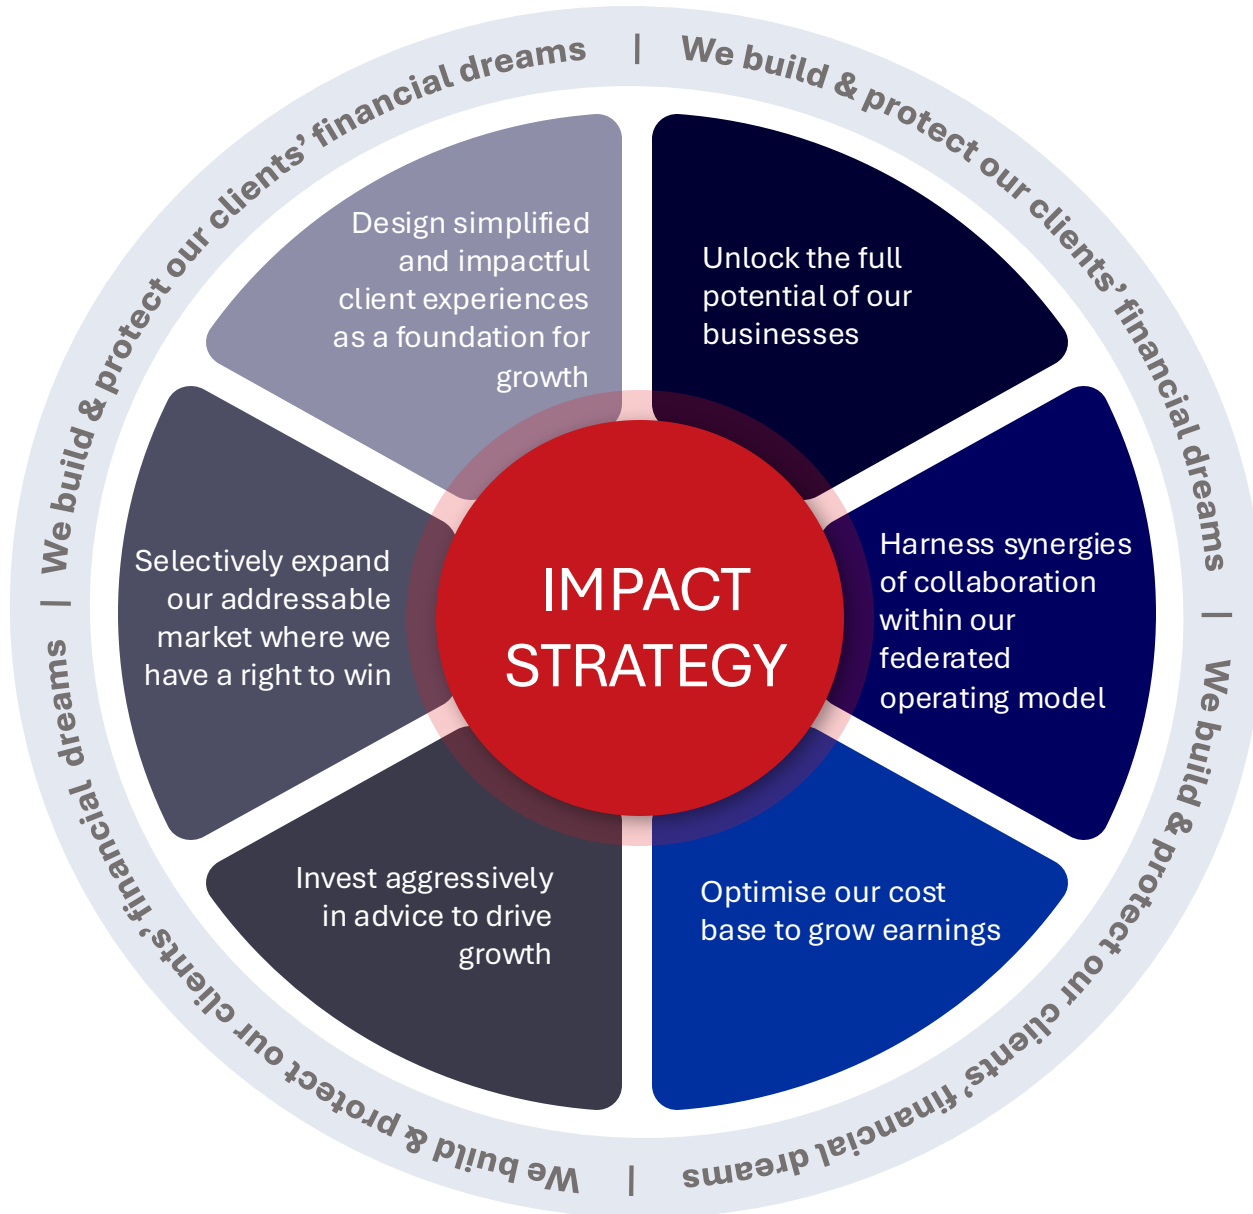 We build & protect our clients’ financial dreams
|
We build & protect our clients’ financial dreams
|
We build & protect our clients’ financial dreams
|
We build & protect our clients’ financial dreams
|
Design simplified
and impactful
client experiences
as a foundation for
growth
Unlock the full
potential of our
businesses
Selectively expand
our addressable
market where we
have a right to win
IMPACT
STRATEGY
Harness synergies
of collaboration
within our
federated
operating model
Invest aggressively
in advice to drive
growth
Optimise our cost
base to grow earnings